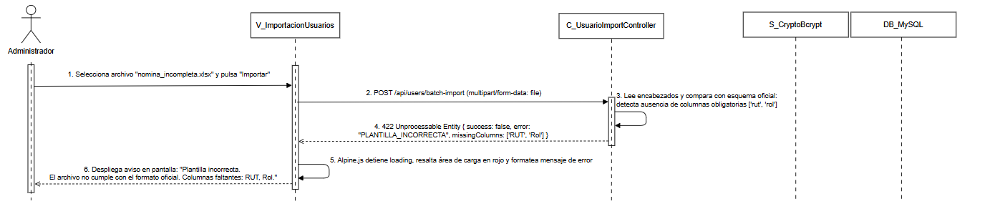 Administrador
V_ImportacionUsuarios
C_UsuarioImportController
S_CryptoBcrypt
DB_MySQL
1. Selecciona archivo "nomina_incompleta.xlsx" y pulsa "Importar"
2. POST /api/users/batch-import (multipart/form-data: file)
3. Lee encabezados y compara con esquema oficial:
detecta ausencia de columnas obligatorias ['rut', 'rol']
4. 422 Unprocessable Entity { success: false, error:
"PLANTILLA_INCORRECTA", missingColumns: ['RUT', 'Rol'] }
5. Alpine.js detiene loading, resalta área de carga en rojo y formatea mensaje de error
6. Despliega aviso en pantalla: "Plantilla incorrecta.
El archivo no cumple con el formato oficial. Columnas faltantes: RUT, Rol."